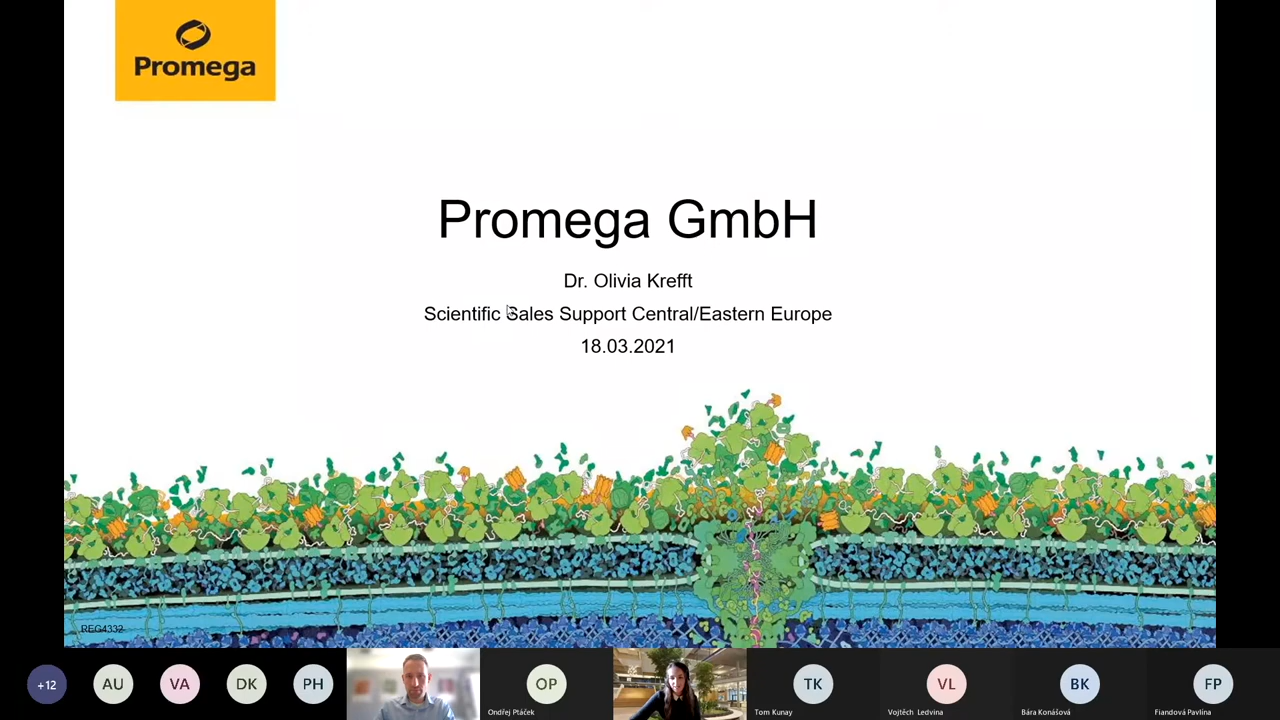 Promega
Promega GmbH
Dr. Olivia Krefft
Scientific Sales Support Central/Eastern Europe
18.03.2021
REG4332
+12
AU
VA
DK
PH
OP
Ondřej Ptáček
TK
Tom Kunay
VL
Vojtěch Ledvina
BK
Bára Konášová
FP
Fiandová Pavlína